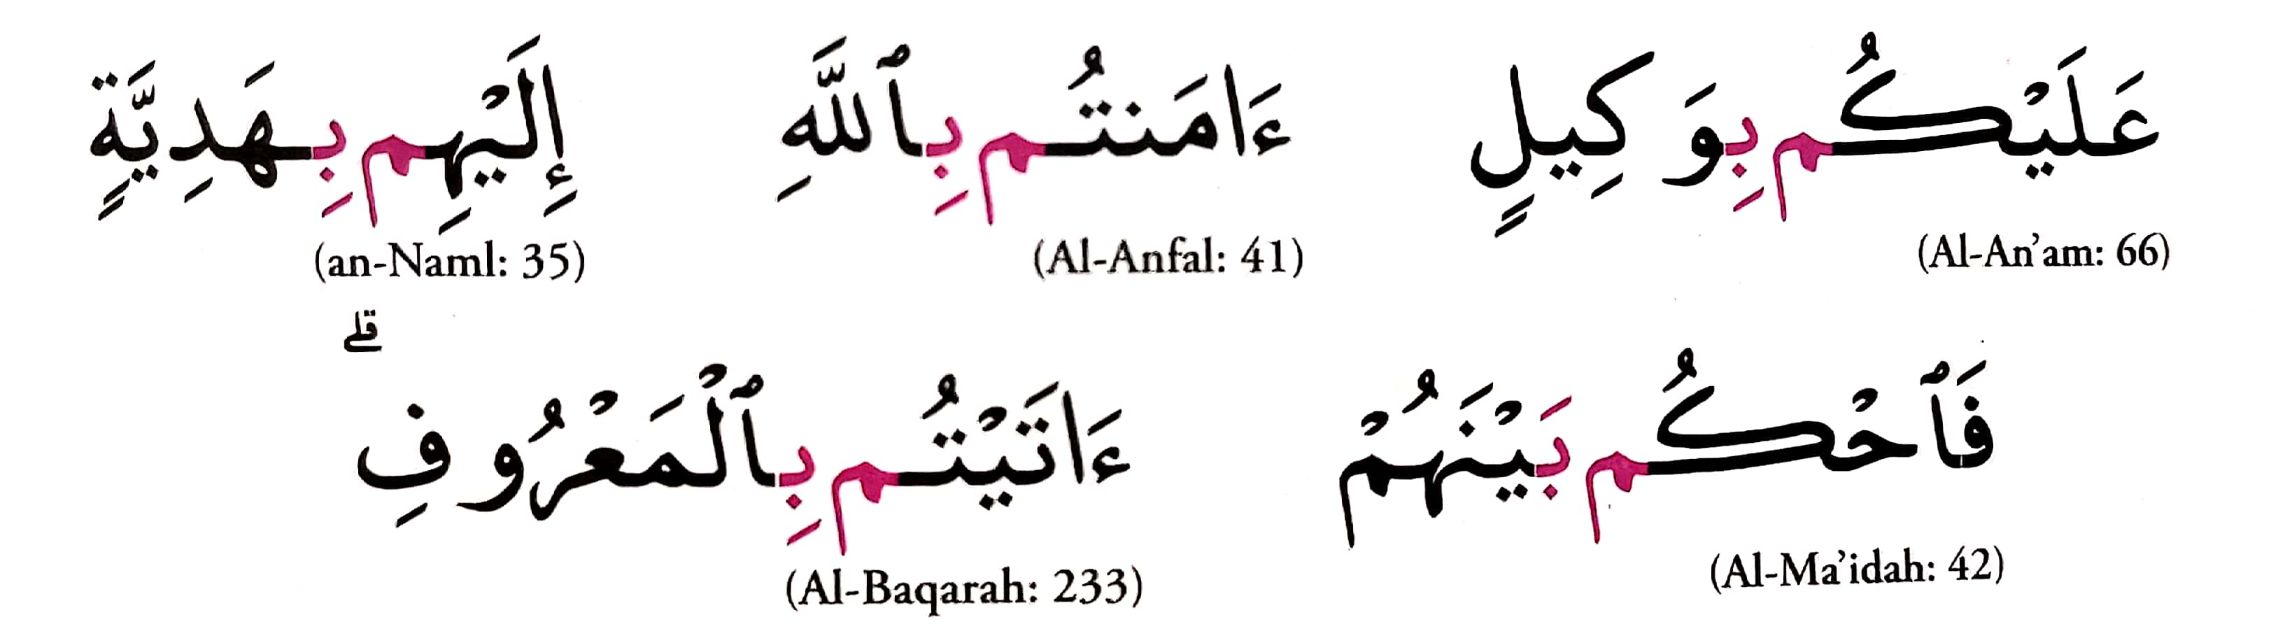 عَلَيْكُم بِوَكِيلٍ ءَامَنتُم بِٱللَّهِ إِلَيْهِم بِهَدِيَّةٍ
(Al-An’am: 66) (Al-Anfal: 41) (an-Naml: 35)
فَٱحْكُم بَيْنَهُمْ ءَاتَيْتُم بِٱلْمَعْرُوفِ ۗ
(Al-Ma’idah: 42) (Al-Baqarah: 233)